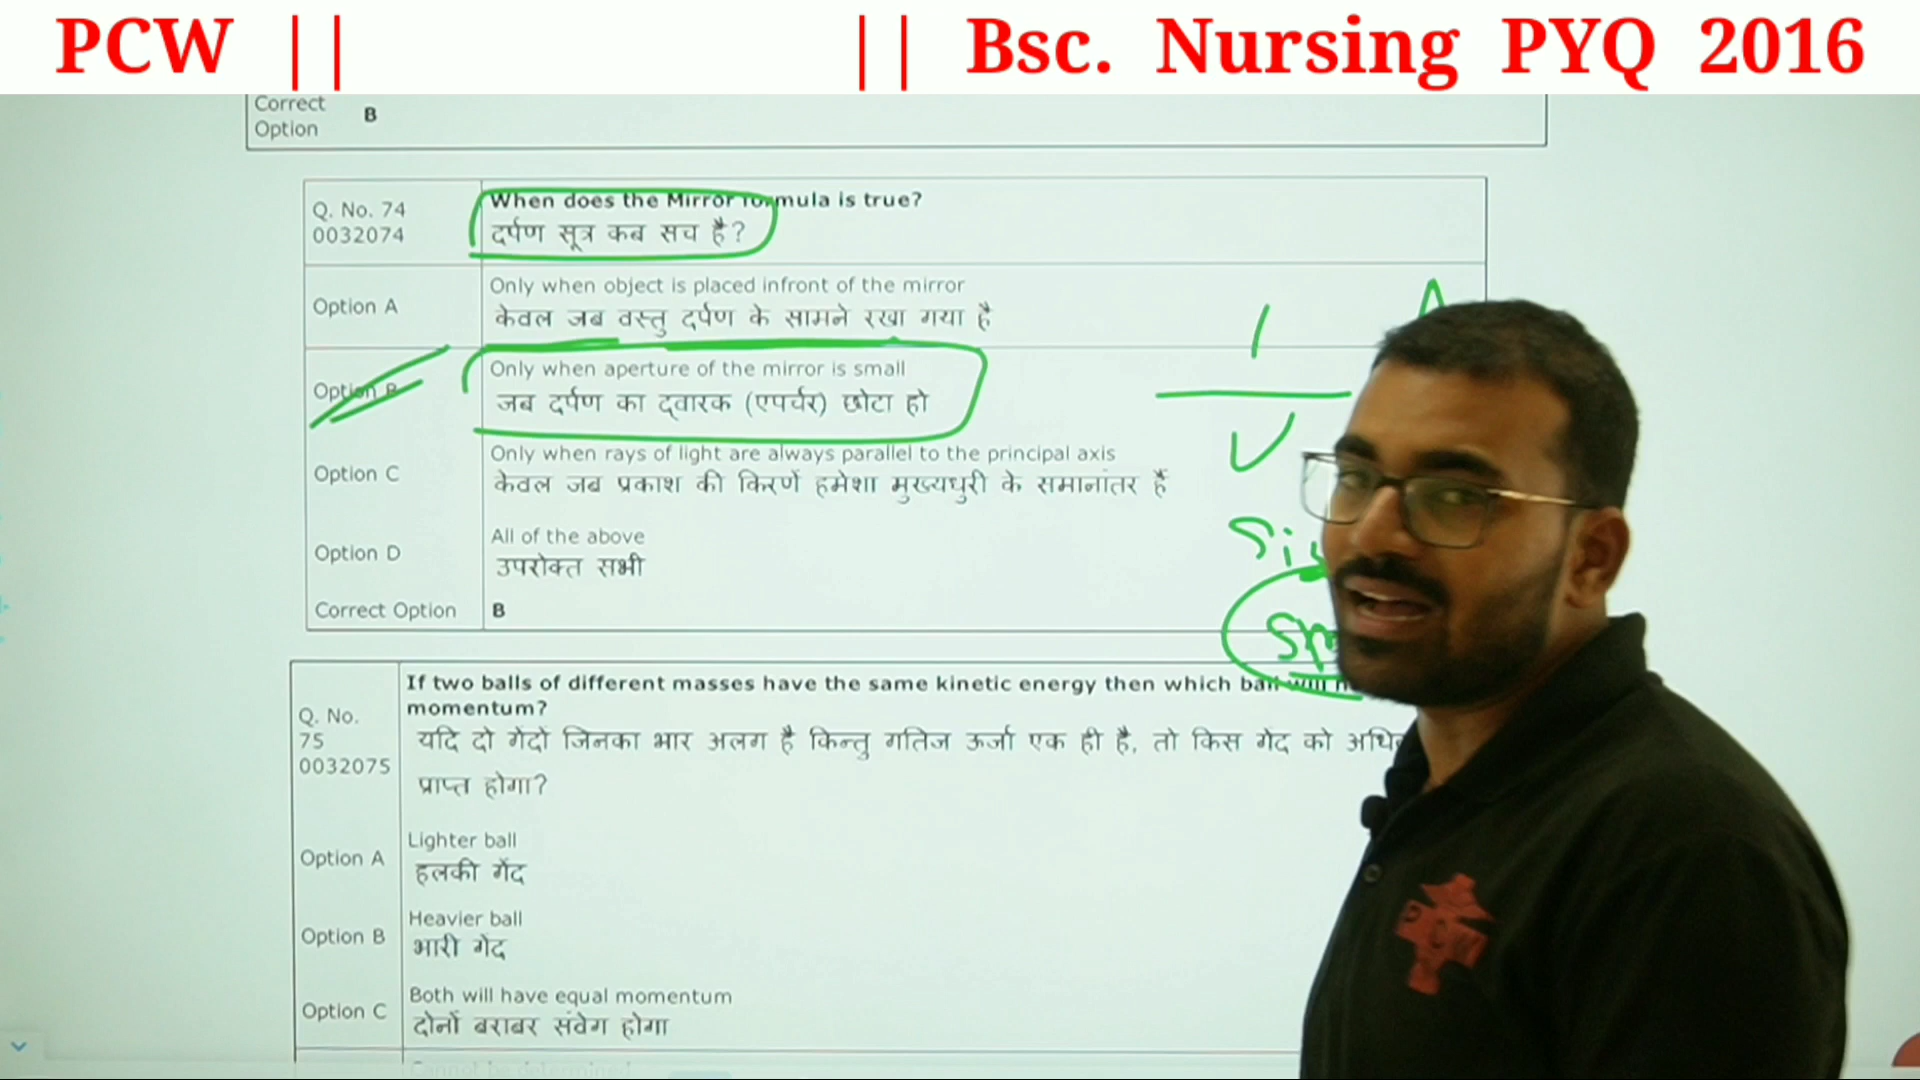 PCW || || Bsc. Nursing PYQ 2016
Correct
Option
B
Q. No. 74
0032074
When does the Mirror formula is true?
दर्पण सूत्र कब सच है?
Option A
Only when object is placed infront of the mirror
केवल जब वस्तु दर्पण के सामने रखा गया है
Option B
Only when aperture of the mirror is small
जब दर्पण का द्वारक (एपर्चर) छोटा हो
Option C
Only when rays of light are always parallel to the principal axis
केवल जब प्रकाश की किरणें हमेशा मुख्यधुरी के समानांतर हैं
Option D
All of the above
उपरोक्त सभी
Correct Option
B
1
V
Q. No.
75
0032075
If two balls of different masses have the same kinetic energy then which ball will
momentum?
यदि दो गेंदों जिनका भार अलग है किन्तु गतिज ऊर्जा एक ही है, तो किस गेंद को
प्राप्त होगा?
Option A
Lighter ball
हलकी गेंद
Option B
Heavier ball
भारी गेंद
Option C
Both will have equal momentum
दोनों बराबर संवेग होगा
Cannot be determined